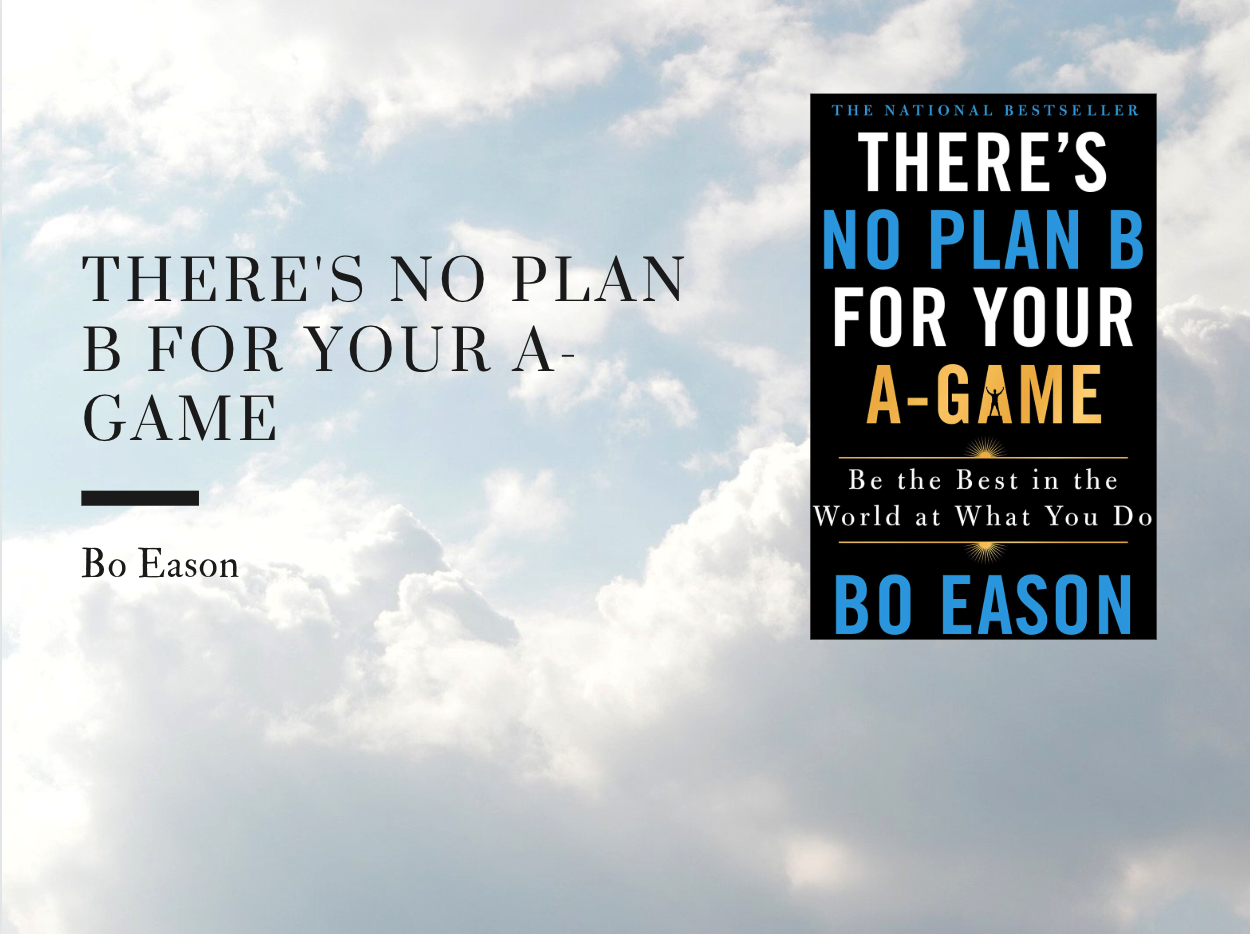 THERE'S NO PLAN
B FOR YOUR A-
GAME
Bo Eason
THE NATIONAL BESTSELLER
THERE’S
NO PLAN B
FOR YOUR
A-GAME
Be the Best in the
World at What You Do
BO EASON